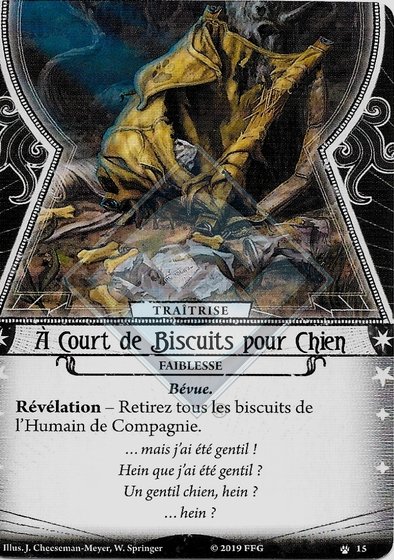 TRAÎTRISE
À Court de Biscuits pour Chien
FAIBLESSE
Bévue.
Révélation – Retirez tous les biscuits de
l'Humain de Compagnie.
… mais j'ai été gentil !
Hein que j'ai été gentil ?
Un gentil chien, hein ?
… hein ?
Illus. J. Cheeseman-Meyer, W. Springer
© 2019 FFG
15